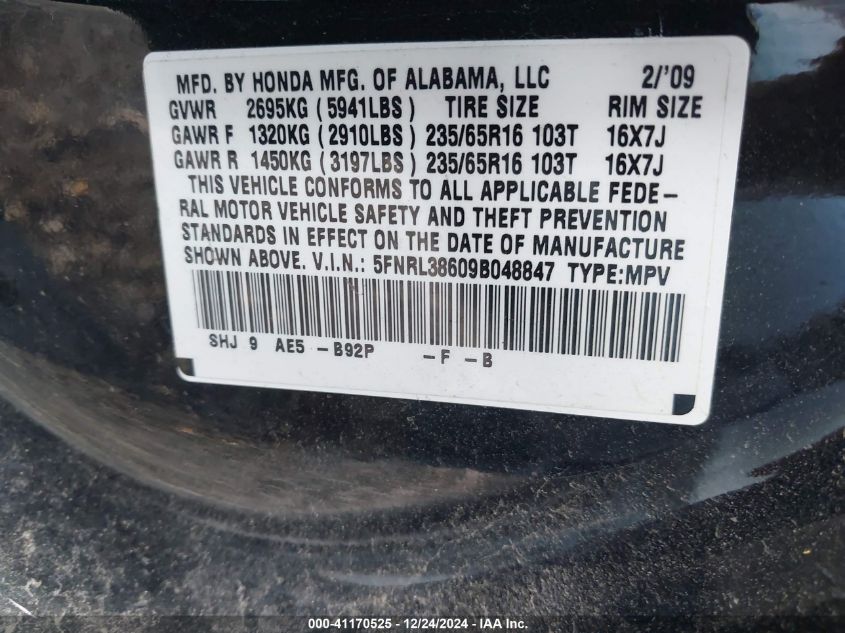 MFD. BY HONDA MFG. OF ALABAMA, LLC 2/'09
GVWR 2695KG (5941LBS) TIRE SIZE RIM SIZE
GAWR F 1320KG (2910LBS) 235/65R16 103T 16X7J
GAWR R 1450KG (3197LBS) 235/65R16 103T 16X7J
THIS VEHICLE CONFORMS TO ALL APPLICABLE FEDE-
RAL MOTOR VEHICLE SAFETY AND THEFT PREVENTION
STANDARDS IN EFFECT ON THE DATE OF MANUFACTURE
SHOWN ABOVE. V.I.N.: 5FNRL38609B048847 TYPE:MPV
SHJ 9 AE5 -B92P -F -B
000-41170525 - 12/24/2024 - IAA, Inc.